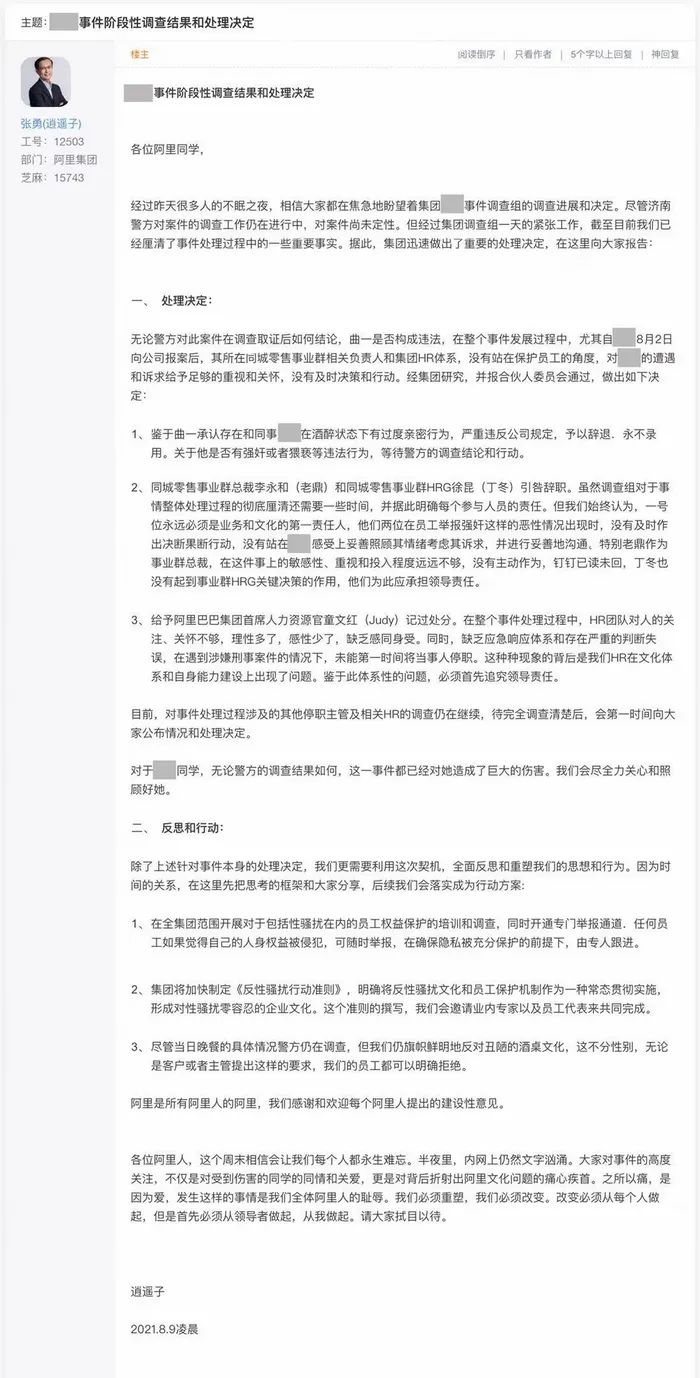 主题: 事件阶段性调查结果和处理决定
楼主
阅读倒序 | 只看作者 | 5个字以上回复 | 神回复
张勇(逍遥子)
工号: 12503
部门: 阿里集团
芝麻: 15743
事件阶段性调查结果和处理决定
各位阿里同学,
经过昨天很多人的不眠之夜,相信大家都在焦急地盼望着集团 事件调查组的调查进展和决定。尽管济南
警方对案件的调查工作仍在进行中,对案件尚未定性。但经过集团调查组一天的紧张工作,截至目前我们已
经厘清了事件处理过程中的一些重要事实。据此,集团迅速做出了重要的处理决定,在这里向大家报告:
一、 处理决定:
无论警方对此案件在调查取证后如何结论,曲一是否构成违法,在整个事件发展过程中,尤其自 8月2日
向公司报案后,其所在同城零售事业群相关负责人和集团HR体系,没有站在保护员工的角度,对 的遭遇
和诉求给予足够的重视和关怀,没有及时决策和行动。经集团研究,并报合伙人委员会通过,做出如下决
定:
1、鉴于曲一承认存在和同事 在酒醉状态下有过度亲密行为,严重违反公司规定,予以辞退.永不录
用。关于他是否有强奸或者猥亵等违法行为,等待警方的调查结论和行动。
2、同城零售事业群总裁李永和(老鼎)和同城零售事业群HRG徐昆(丁冬)引咎辞职。虽然调查组对于事
情整体处理过程的彻底厘清还需要一些时间,并据此明确每个参与人员的责任。但我们始终认为,一号
位永远必须是业务和文化的第一责任人,他们两位在员工举报强奸这样的恶性情况出现时,没有及时作
出决断果断行动,没有站在 感受上妥善照顾其情绪考虑其诉求,并进行妥善地沟通。特别老鼎作为
事业群总裁,在这件事上的敏感性、重视和投入程度远远不够,没有主动作为,钉钉已读未回,丁冬也
没有起到事业群HRG关键决策的作用,他们为此应承担领导责任。
3、给予阿里巴巴集团首席人力资源官童文红(Judy)记过处分。在整个事件处理过程中,HR团队对人的关
注、关怀不够,理性多了,感性少了,缺乏感同身受。同时,缺乏应急响应体系和存在严重的判断失
误,在遇到涉嫌刑事案件的情况下,未能第一时间将当事人停职。这种种现象的背后是我们HR在文化体
系和自身能力建设上出现了问题。鉴于此体系性的问题,必须首先追究领导责任。
目前,对事件处理过程涉及的其他停职主管及相关HR的调查仍在继续,待完全调查清楚后,会第一时间向大
家公布情况和处理决定。
对于 同学,无论警方的调查结果如何,这一事件都已经对她造成了巨大的伤害。我们会尽全力关心和照
顾好她。
二、 反思和行动:
除了上述针对事件本身的处理决定,我们更需要利用这次契机,全面反思和重塑我们的思想和行为。因为时
间的关系,在这里先把思考的框架和大家分享,后续我们会落实成为行动方案:
1、在全集团范围开展对于包括性骚扰在内的员工权益保护的培训和调查,同时开通专门举报通道.任何员
工如果觉得自己的人身权益被侵犯,可随时举报,在确保隐私被充分保护的前提下,由专人跟进。
2、集团将加快制定《反性骚扰行动准则》,明确将反性骚扰文化和员工保护机制作为一种常态贯彻实施,
形成对性骚扰零容忍的企业文化。这个准则的撰写,我们会邀请业内专家以及员工代表来共同完成。
3、尽管当日晚餐的具体情况警方仍在调查,但我们仍旗帜鲜明地反对丑陋的酒桌文化,这不分性别,无论
是客户或者主管提出这样的要求,我们的员工都可以明确拒绝。
阿里是所有阿里人的阿里,我们感谢和欢迎每个阿里人提出的建设性意见。
各位阿里人,这个周末相信会让我们每个人都永生难忘。半夜里,内网上仍然文字汹涌。大家对事件的高度
关注,不仅是对受到伤害的同学的同情和关爱,更是对背后折射出阿里文化问题的痛心疾首。之所以痛,是
因为爱,发生这样的事情是我们全体阿里人的耻辱。我们必须重塑,我们必须改变。改变必须从每个人做
起,但是首先必须从领导者做起,从我做起。请大家拭目以待。
逍遥子
2021.8.9凌晨